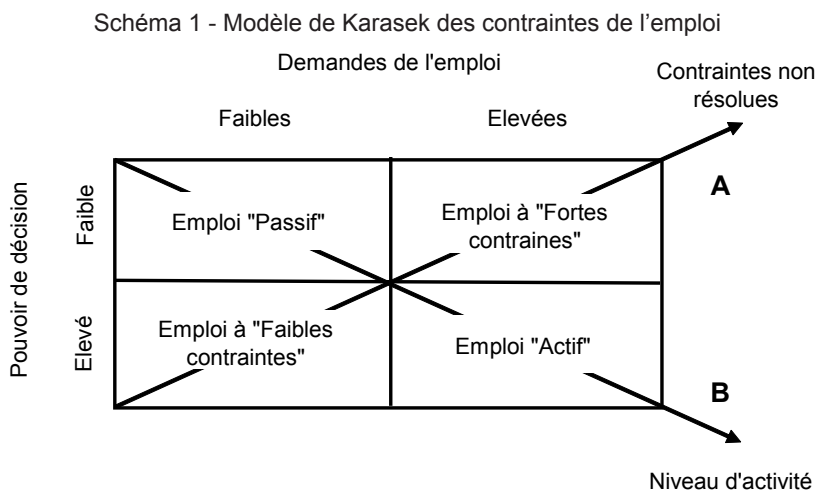 Schéma 1 - Modèle de Karasek des contraintes de l'emploi
Demandes de l'emploi
Contraintes non
résolues
Faibles
Elevées
A
Pouvoir de décision
Faible
Emploi "Passif"
Emploi à "Fortes
contraines"
Elevé
Emploi à "Faibles
contraintes"
Emploi "Actif"
B
Niveau d'activité